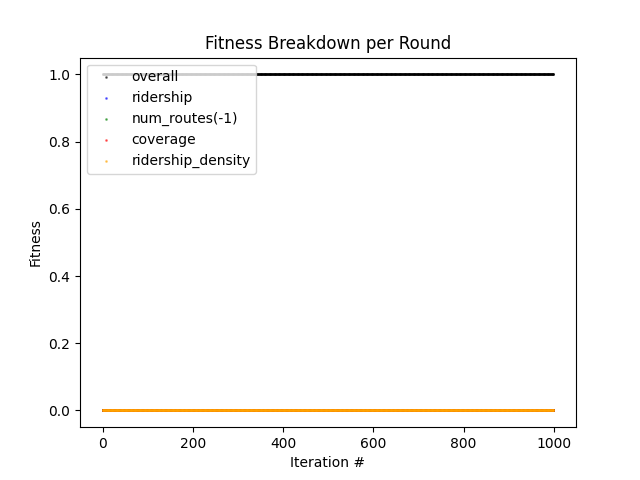 Fitness Breakdown per Round
1.0
0.8
0.6
0.4
0.2
0.0
Fitness
overall
ridership
num_routes(-1)
coverage
ridership_density
0 200 400 600 800 1000
Iteration #